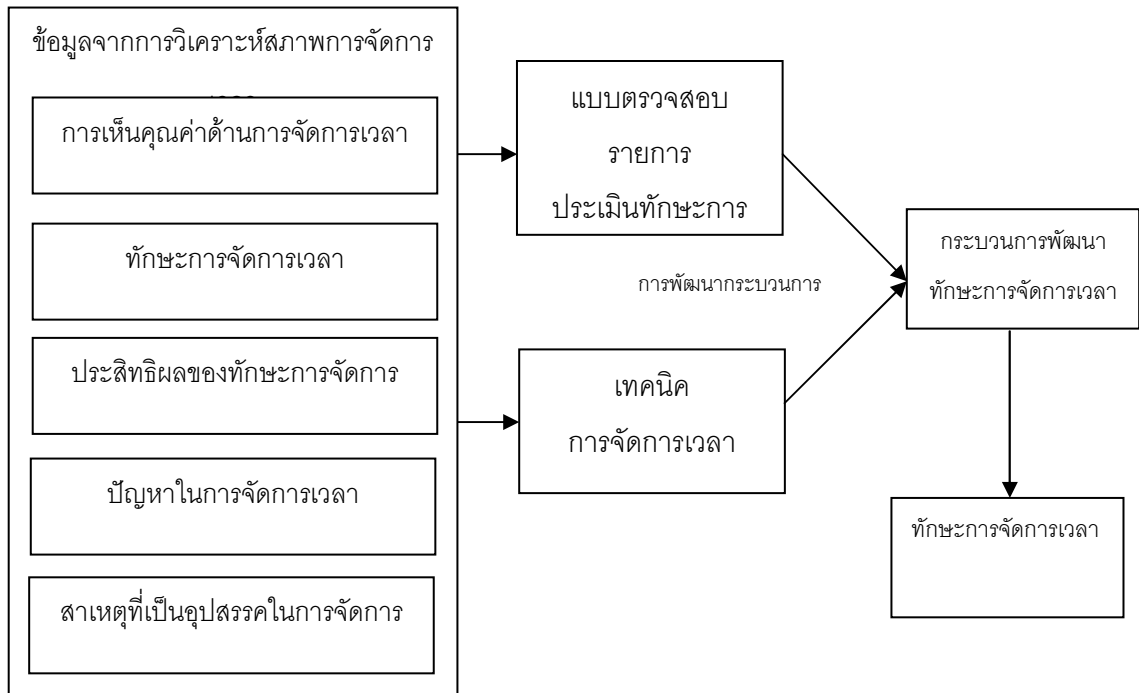 ข้อมูลจากการวิเคราะห์สภาพการจัดการ
การเห็นคุณค่าด้านการจัดการเวลา
ทักษะการจัดการเวลา
ประสิทธิผลของทักษะการจัดการ
ปัญหาในการจัดการเวลา
สาเหตุที่เป็นอุปสรรคในการจัดการ
แบบตรวจสอบ
รายการ
ประเมินทักษะการ
การพัฒนากระบวนการ
เทคนิค
การจัดการเวลา
กระบวนการพัฒนา
ทักษะการจัดการเวลา
ทักษะการจัดการเวลา